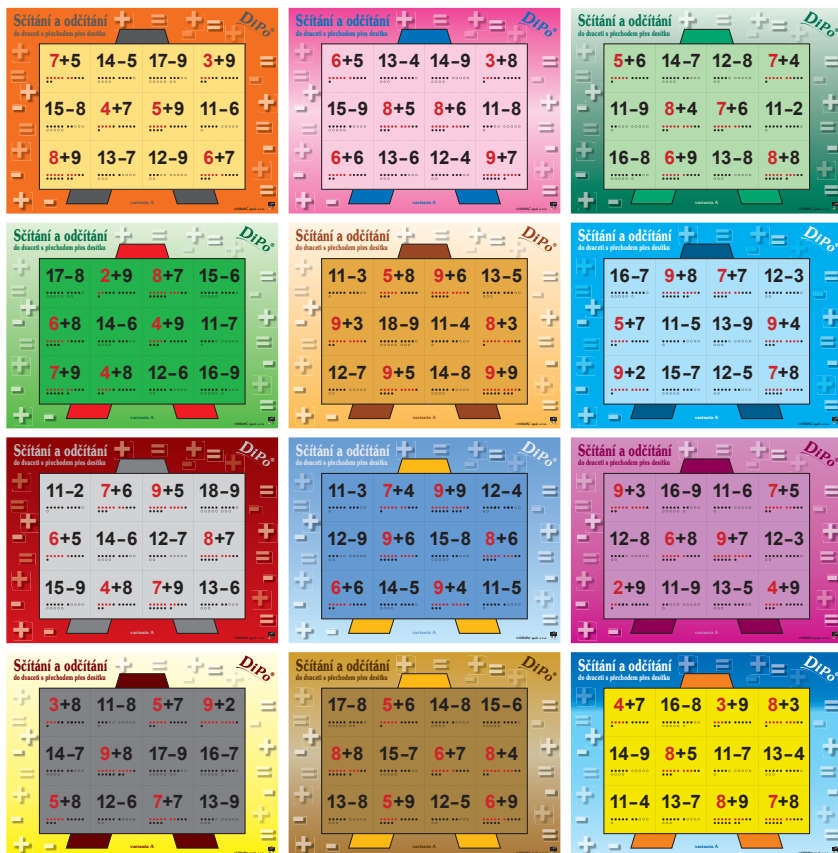 Sčítání a odčítání DiPo®
do dvaceti s přechodem přes desítku
7+5 14-5 17-9 3+9
15-8 4+7 5+9 11-6
8+9 13-7 12-9 6+7
varianta A
Sčítání a odčítání DiPo®
do dvaceti s přechodem přes desítku
6+5 13-4 14-9 3+8
15-9 8+5 8+6 11-8
6+6 13-6 12-4 9+7
varianta A
Sčítání a odčítání DiPo®
do dvaceti s přechodem přes desítku
5+6 14-7 12-8 7+4
11-9 8+4 7+6 11-2
16-8 6+9 13-8 8+8
varianta A
Sčítání a odčítání DiPo®
do dvaceti s přechodem přes desítku
17-8 2+9 8+7 15-6
6+8 14-6 4+9 11-7
7+9 4+8 12-6 16-9
varianta A
Sčítání a odčítání DiPo®
do dvaceti s přechodem přes desítku
11-3 5+8 9+6 13-5
9+3 18-9 11-4 8+3
12-7 9+5 14-8 9+9
varianta A
Sčítání a odčítání DiPo®
do dvaceti s přechodem přes desítku
16-7 9+8 7+7 12-3
5+7 11-5 13-9 9+4
9+2 15-7 12-5 7+8
varianta A
Sčítání a odčítání DiPo®
do dvaceti s přechodem přes desítku
11-2 7+6 9+5 18-9
6+5 14-6 12-7 8+7
15-9 4+8 7+9 13-6
varianta A
Sčítání a odčítání DiPo®
do dvaceti s přechodem přes desítku
11-3 7+4 9+9 12-4
12-9 9+6 15-8 8+6
6+6 14-5 9+4 11-5
varianta A
Sčítání a odčítání DiPo®
do dvaceti s přechodem přes desítku
9+3 16-9 11-6 7+5
12-8 6+8 9+7 12-3
2+9 11-9 13-5 4+9
varianta A
Sčítání a odčítání DiPo®
do dvaceti s přechodem přes desítku
3+8 11-8 5+7 9+2
14-7 9+8 17-9 16-7
5+8 12-6 7+7 13-9
varianta A
Sčítání a odčítání DiPo®
do dvaceti s přechodem přes desítku
17-8 5+6 14-8 15-6
8+8 15-7 6+7 8+4
13-8 5+9 12-5 6+9
varianta A
Sčítání a odčítání DiPo®
do dvaceti s přechodem přes desítku
4+7 16-8 3+9 8+3
14-9 8+5 11-7 13-4
11-4 13-7 8+9 7+8
varianta A